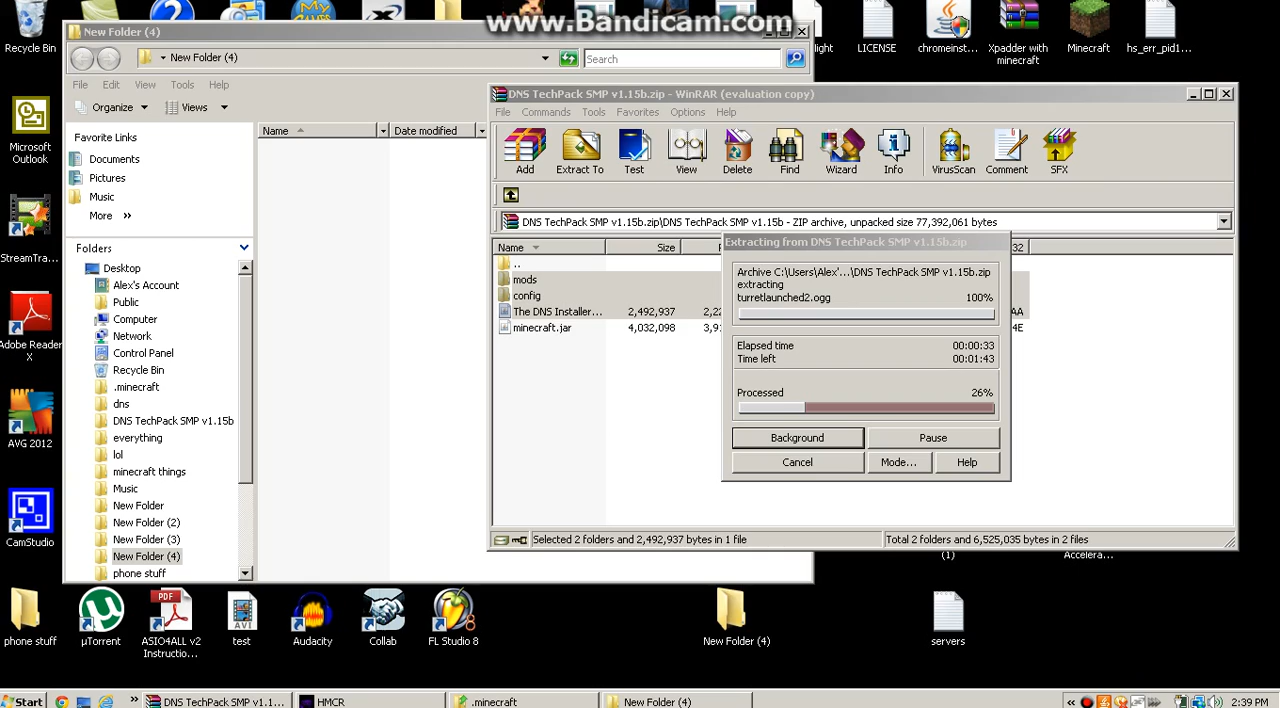 www.Bandicam.com
Recycle Bin
Microsoft Outlook
StreamTra...
Adobe Reader X
AVG 2012
CamStudio
light
LICENSE
chromeinst...
Xpadder with minecraft
Minecraft
hs_err_pid1...
New Folder (4)
New Folder (4)
Search
File Edit View Tools Help
Organize Views
Favorite Links
Documents
Pictures
Music
More »
Folders
Desktop
Alex's Account
Public
Computer
Network
Control Panel
Recycle Bin
.minecraft
dns
DNS TechPack SMP v1.15b
everything
lol
minecraft things
Music
New Folder
New Folder (2)
New Folder (3)
New Folder (4)
phone stuff
Name Date modified
DNS TechPack SMP v1.15b.zip - WinRAR (evaluation copy)
File Commands Tools Favorites Options Help
Add Extract To Test View Delete Find Wizard Info VirusScan Comment SFX
DNS TechPack SMP v1.15b.zip\DNS TechPack SMP v1.15b - ZIP archive, unpacked size 77,392,061 bytes
Name Size P 32
..
mods
config
The DNS Installer... 2,492,937 2,22 AA
minecraft.jar 4,032,098 3,9 4E
Extracting from DNS TechPack SMP v1.15b.zip
Archive C:\Users\Alex'...\DNS TechPack SMP v1.15b.zip
extracting
turretlaunched2.ogg 100%
Elapsed time 00:00:33
Time left 00:01:43
Processed 26%
Background Pause
Cancel Mode... Help
Selected 2 folders and 2,492,937 bytes in 1 file
Total 2 folders and 6,525,035 bytes in 2 files
(1)
Accelera...
phone stuff
µTorrent
ASIO4ALL v2 Instructio...
test
Audacity
Collab
FL Studio 8
New Folder (4)
servers
Start
»
DNS TechPack SMP v1.1...
HMCR
.minecraft
New Folder (4)
«
2:39 PM